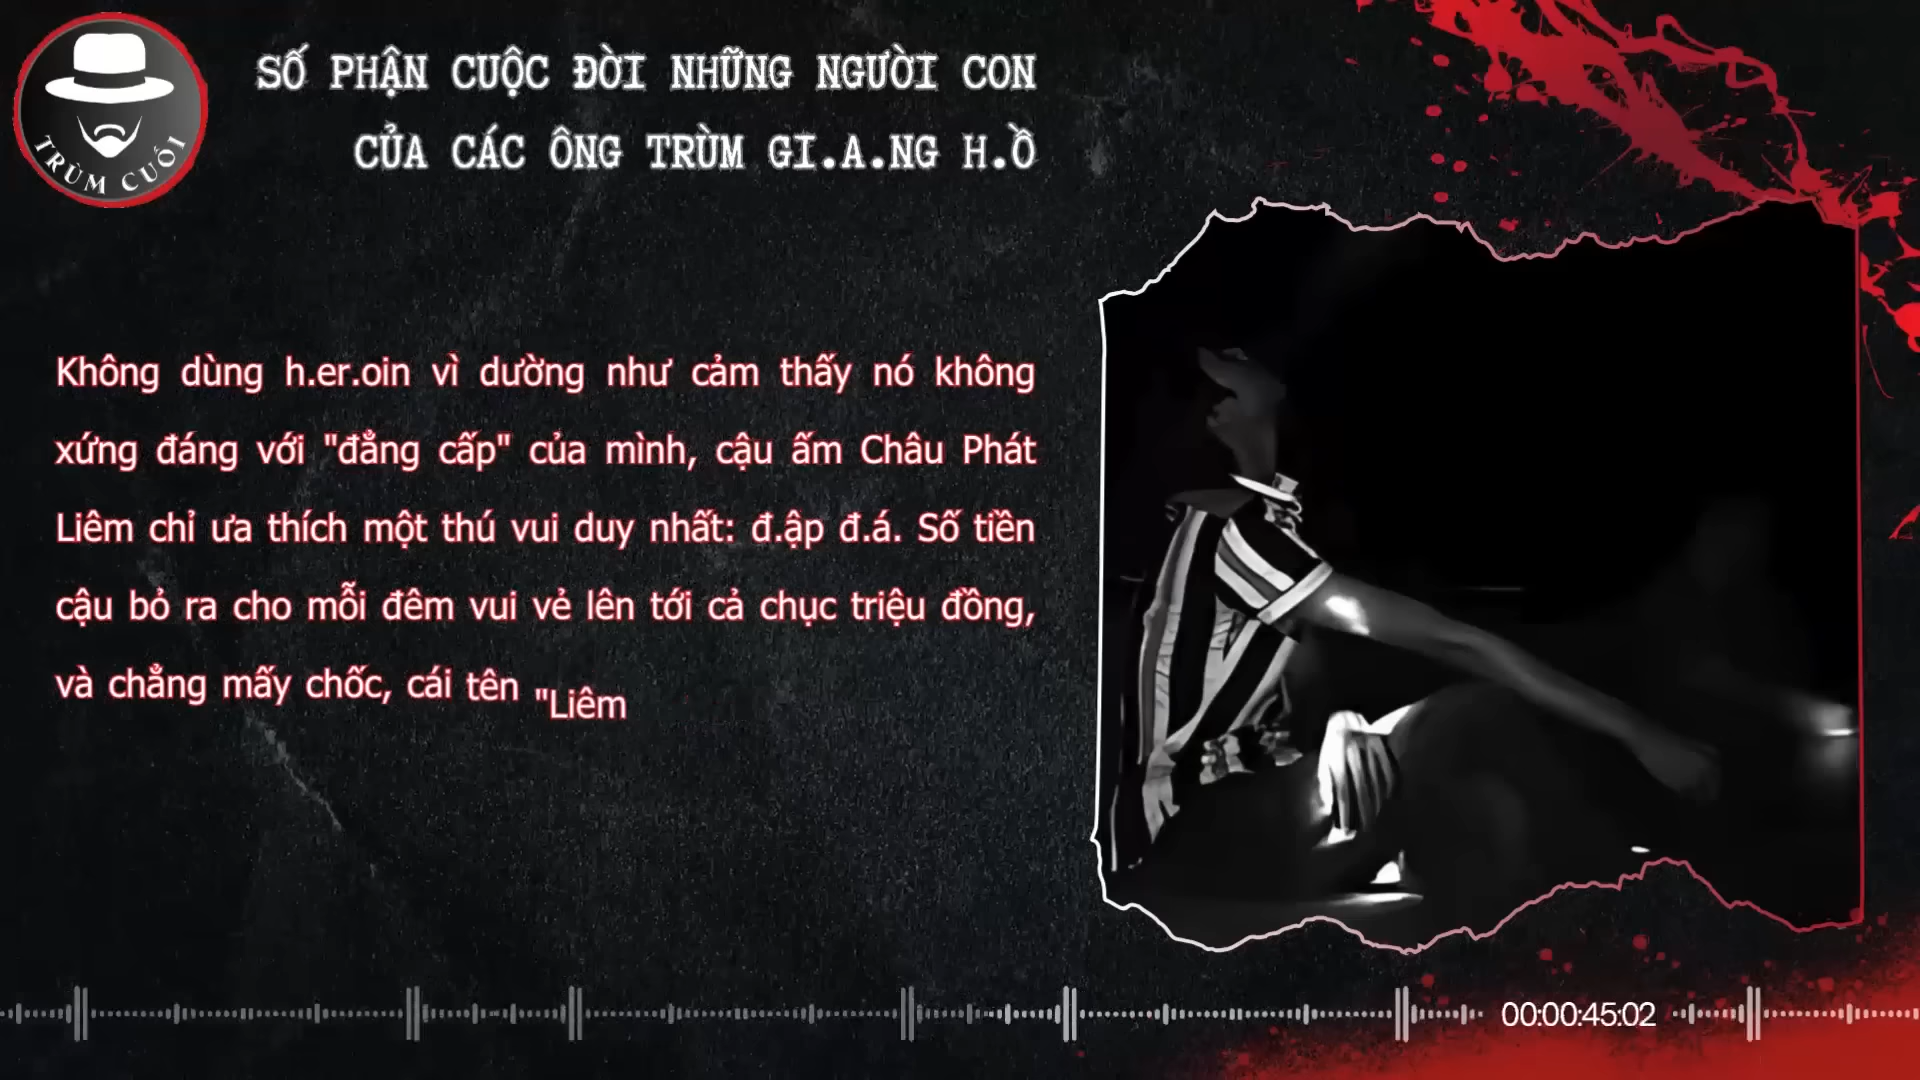 TRÙM CUỐI
SỐ PHẬN CUỘC ĐỜI NHỮNG NGƯỜI CON
CỦA CÁC ÔNG TRÙM GI.A.NG H.Ồ
Không dùng h.er.oin vì dường như cảm thấy nó không
xứng đáng với "đẳng cấp" của mình, cậu ấm Châu Phát
Liêm chỉ ưa thích một thú vui duy nhất: đ.ập đ.á. Số tiền
cậu bỏ ra cho mỗi đêm vui vẻ lên tới cả chục triệu đồng,
và chẳng mấy chốc, cái tên "Liêm
00:00:45:02